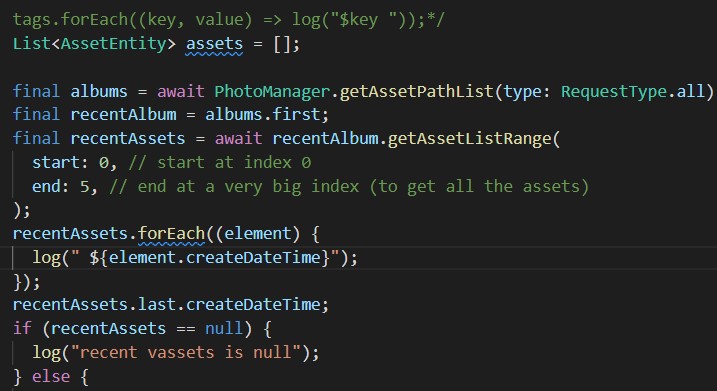 tags.forEach((key, value) => log("$key "));*/
List<AssetEntity> assets = [];
final albums = await PhotoManager.getAssetPathList(type: RequestType.all)
final recentAlbum = albums.first;
final recentAssets = await recentAlbum.getAssetListRange(
start: 0, // start at index 0
end: 5, // end at a very big index (to get all the assets)
);
recentAssets.forEach((element) {
log(" ${element.createDateTime}");
});
recentAssets.last.createDateTime;
if (recentAssets == null) {
log("recent vassets is null");
} else {